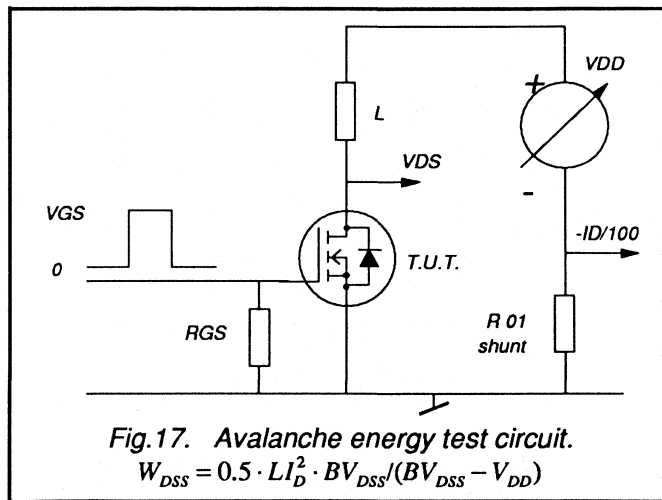 VDD
+
L
VDS
-
VGS
-ID/100
0
T.U.T.
RGS
R 01
shunt
Fig.17. Avalanche energy test circuit.
W_DSS = 0.5 · LI_D^2 · BV_DSS/(BV_DSS − V_DD)